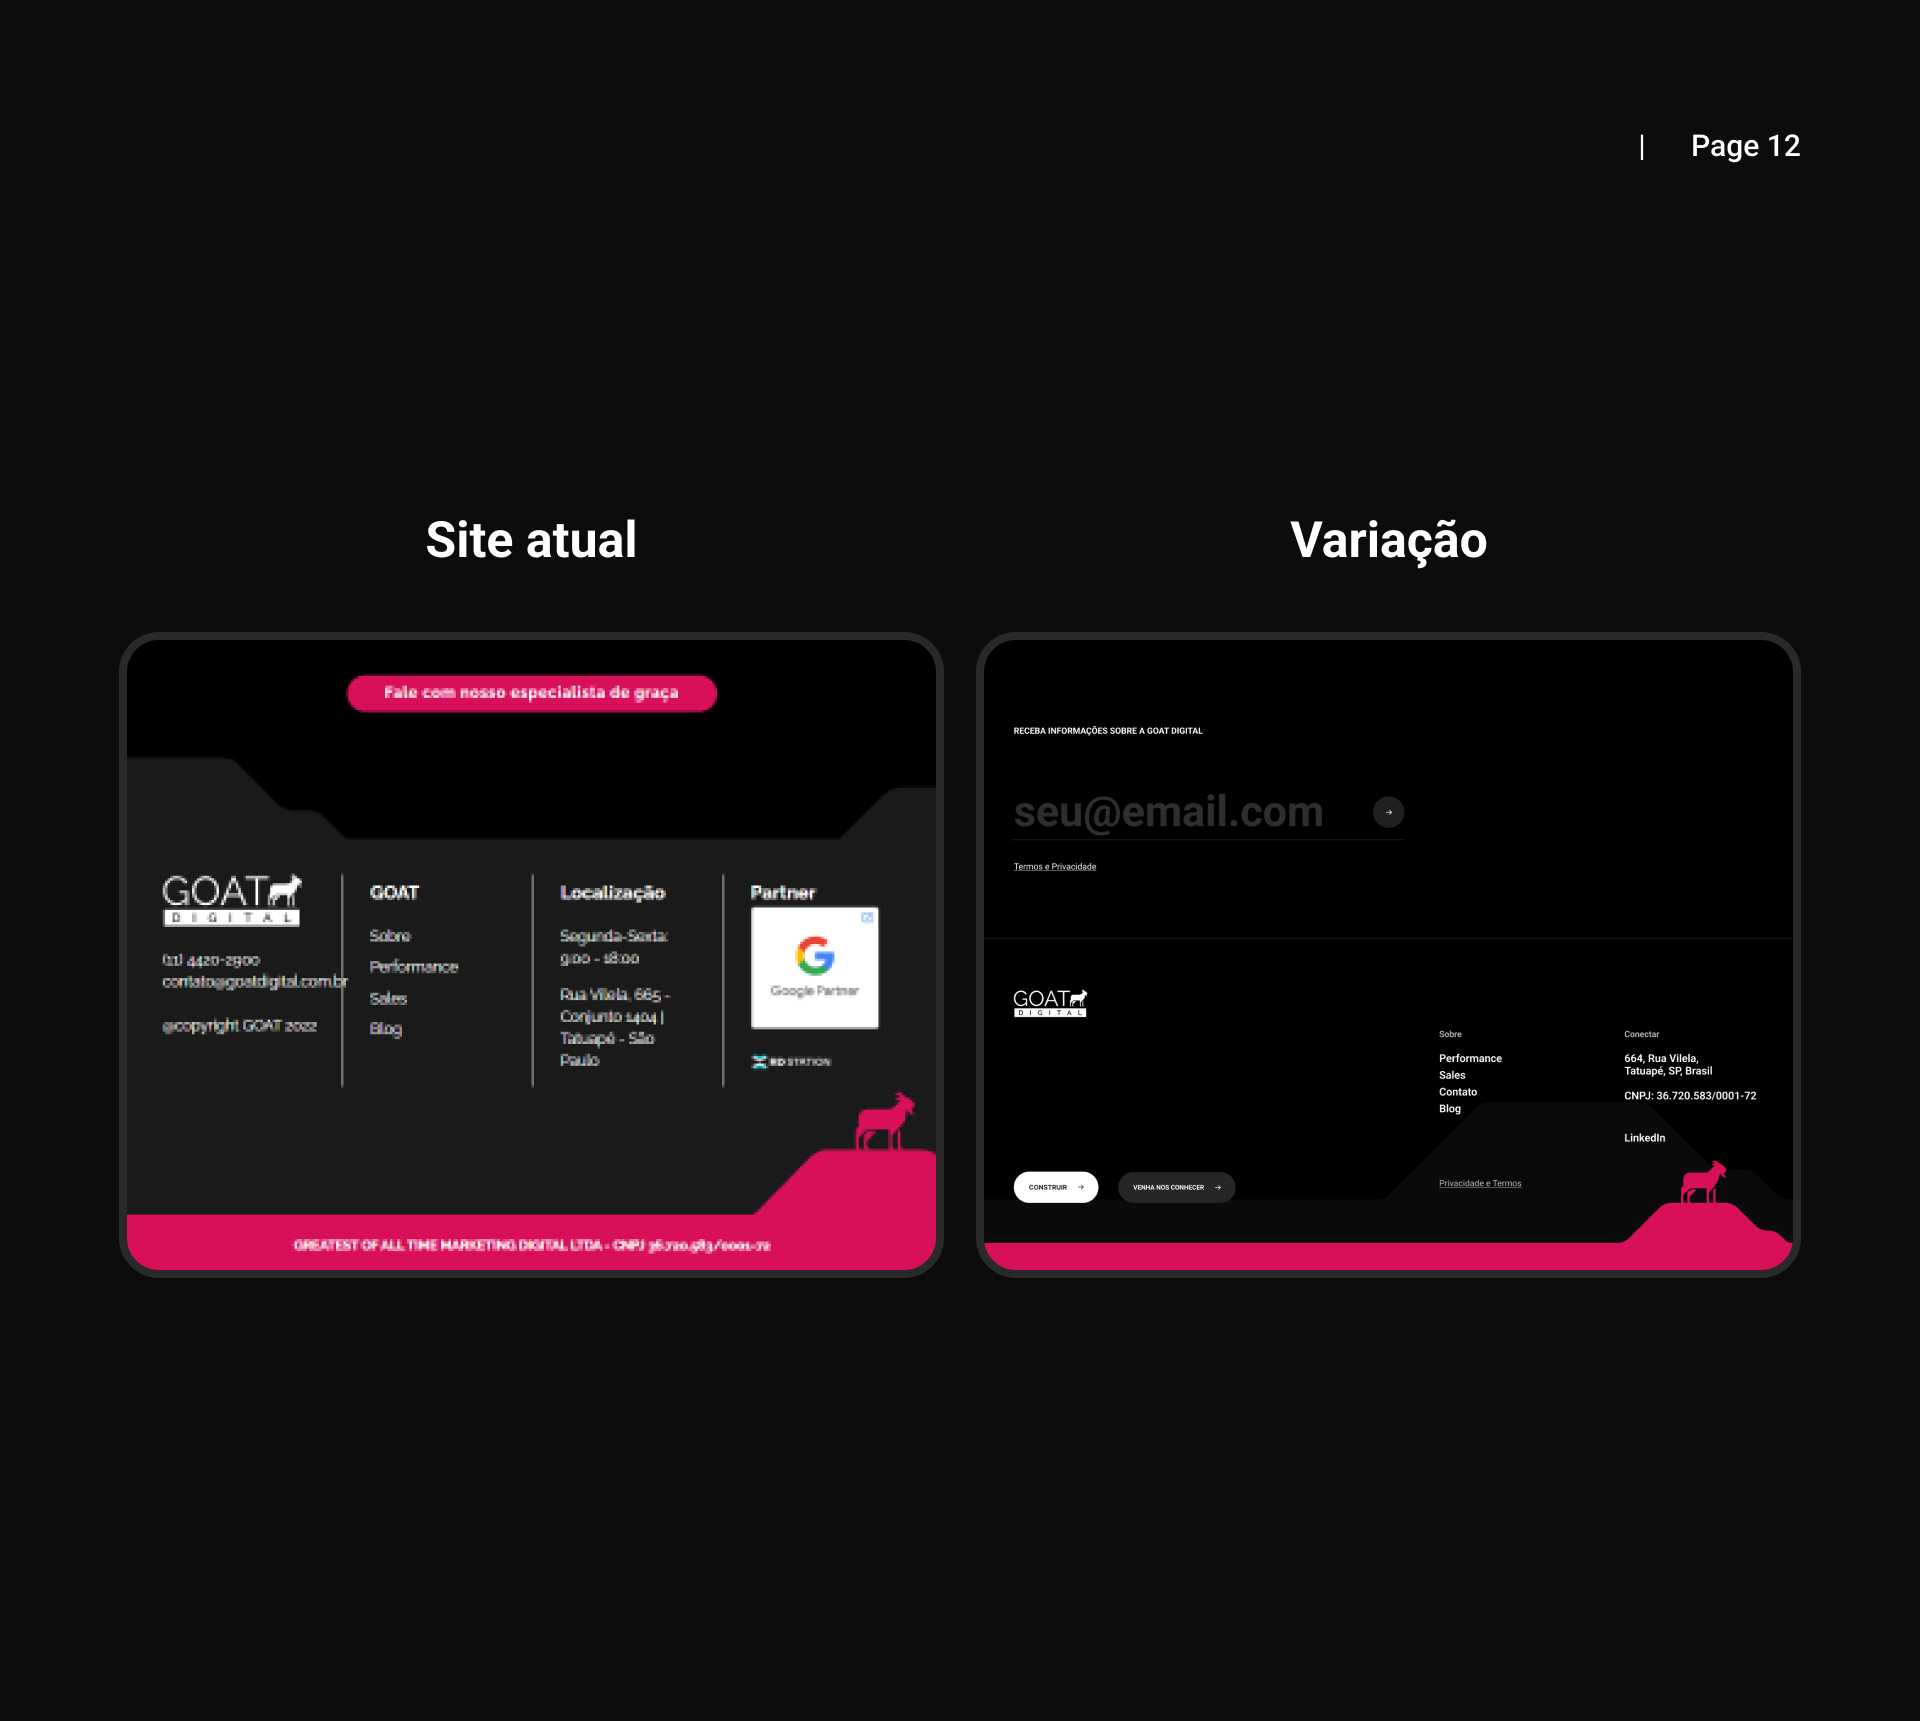 | Page 12
Site atual
Variação
Fale com nosso especialista de graça
GOAT
DIGITAL
(11) 4420-2900
contato@goatdigital.com.br
@copyright GOAT 2022
GOAT
Sobre
Performance
Sales
Blog
Localização
Segunda-Sexta:
9:00 - 18:00
Rua Vilela, 665 -
Conjunto 1404 |
Tatuapé - São
Paulo
Partner
Google Partner
RD STATION
GREATEST OF ALL TIME MARKETING DIGITAL LTDA - CNPJ 36.720.583/0001-72
RECEBA INFORMAÇÕES SOBRE A GOAT DIGITAL
seu@email.com
Termos e Privacidade
GOAT
DIGITAL
Sobre
Performance
Sales
Contato
Blog
Privacidade e Termos
Conectar
664, Rua Vilela,
Tatuapé, SP, Brasil
CNPJ: 36.720.583/0001-72
LinkedIn
CONSTRUIR
VENHA NOS CONHECER